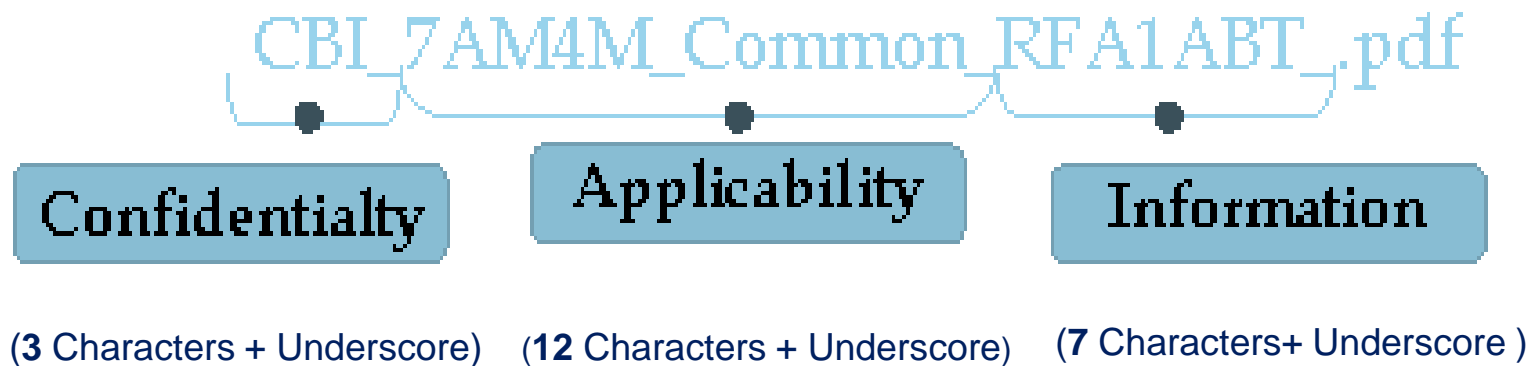 CBI_7AM4M_Common_RFA1ABT_.pdf
Confidentialty
Applicability
Information
(3 Characters + Underscore)
(12 Characters + Underscore)
(7 Characters+ Underscore )